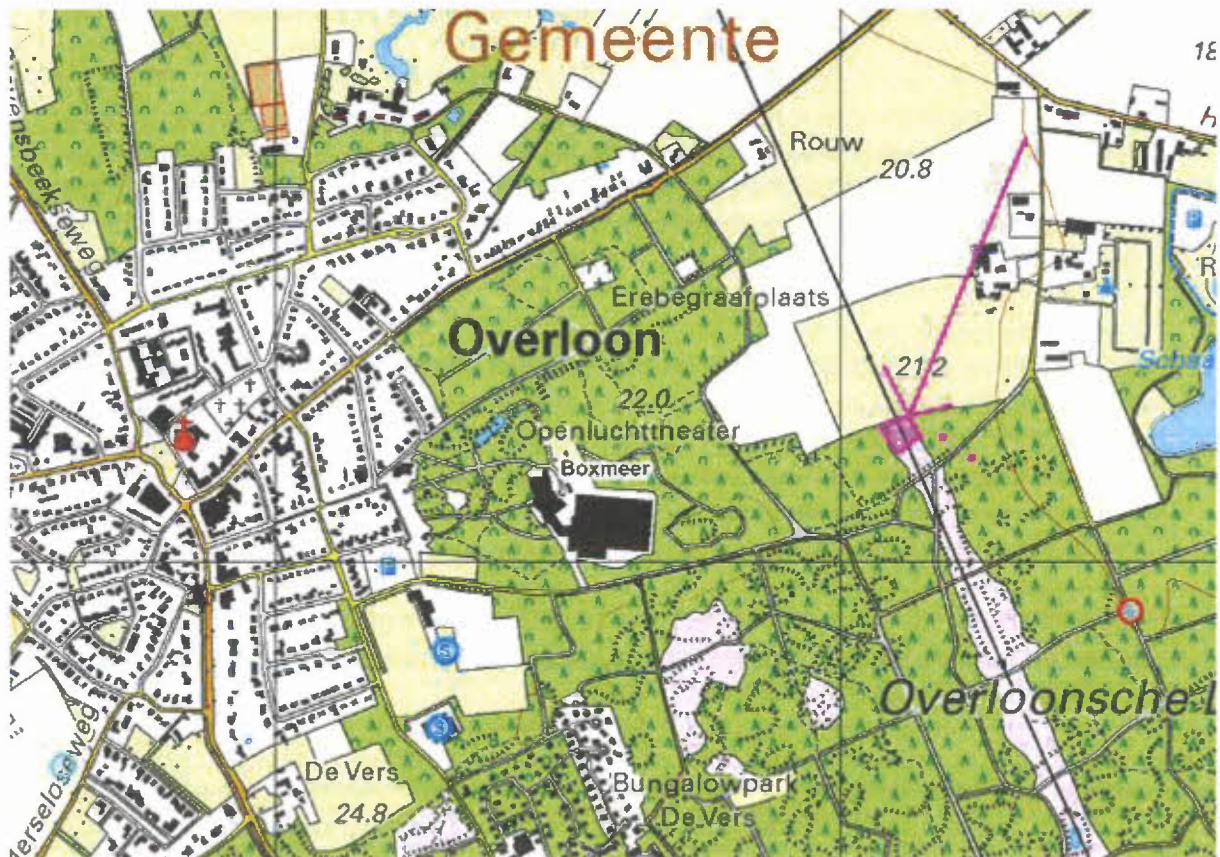 Gemeente
18
H
Rouw
20.8
Erebegraafplaats
R
Overloon
21.2
22.0
Openluchttheater
Boxmeer
S
S
Overloonsche
De Vers
24.8
Bungalowpark
De Vers